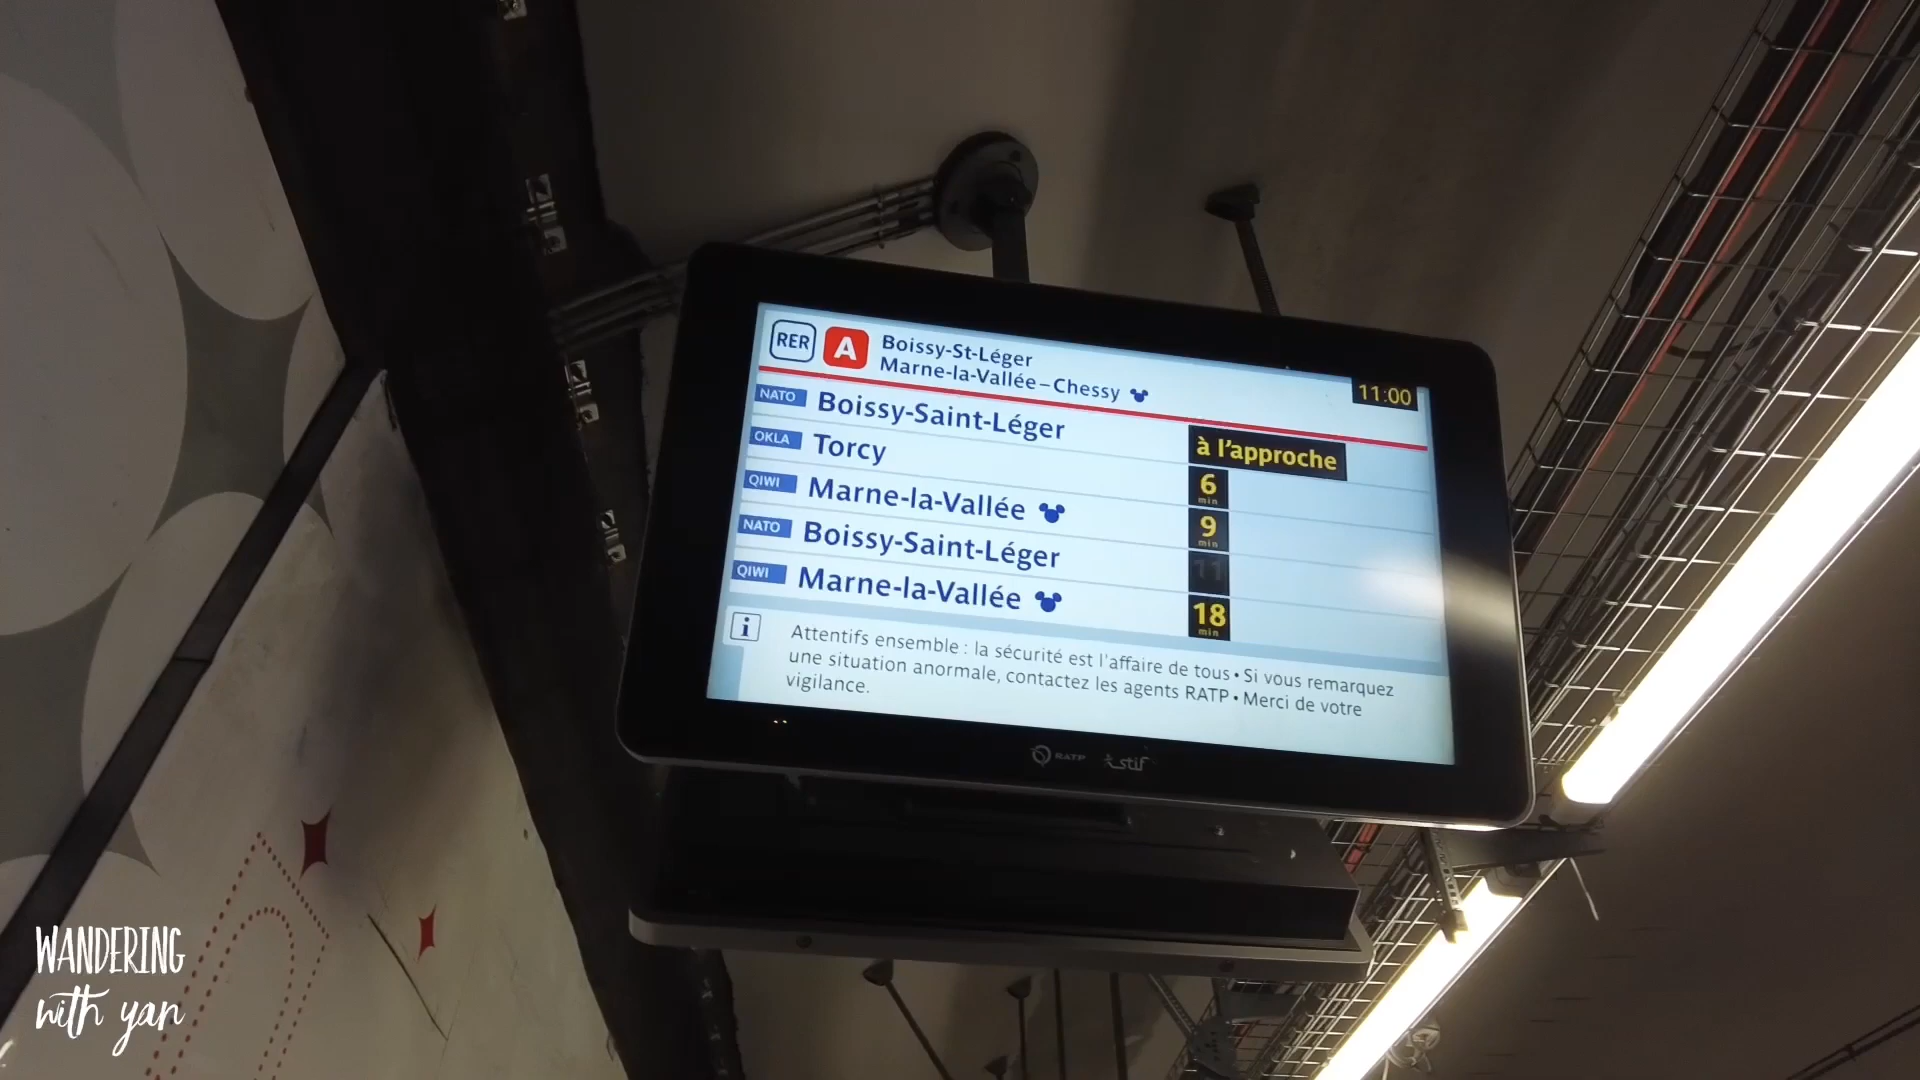 RER A Boissy-St-Léger
Marne-la-Vallée – Chessy
11:00
NATO Boissy-Saint-Léger à l'approche
OKLA Torcy 6 min
QIWI Marne-la-Vallée 9 min
NATO Boissy-Saint-Léger 11
QIWI Marne-la-Vallée 18 min
i Attentifs ensemble : la sécurité est l'affaire de tous • Si vous remarquez
une situation anormale, contactez les agents RATP • Merci de votre
vigilance.
RATP stif
WANDERING
with yan